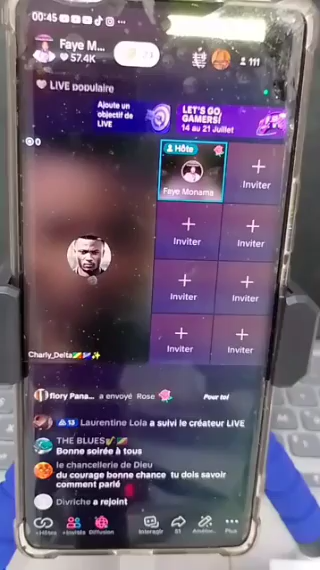 00:45
Faye M...
57.4K
111
LIVE populaire
Ajoute un
objectif de
LIVE
LET'S GO,
GAMERS!
14 au 21 Juillet
0
Hôte
Faye Monama
Inviter
Inviter
Inviter
Inviter
Inviter
Inviter
Inviter
Charly_Delta
flory Pana... a envoyé Rose
Pour toi
13 Laurentine Lola a suivi le créateur LIVE
THE BLUES
Bonne soirée à tous
le chancellerie de Dieu
du courage bonne chance tu dois savoir
comment parlé
Divriche a rejoint
+Hôtes
+Invités
Diffusion
Interagir
Plus